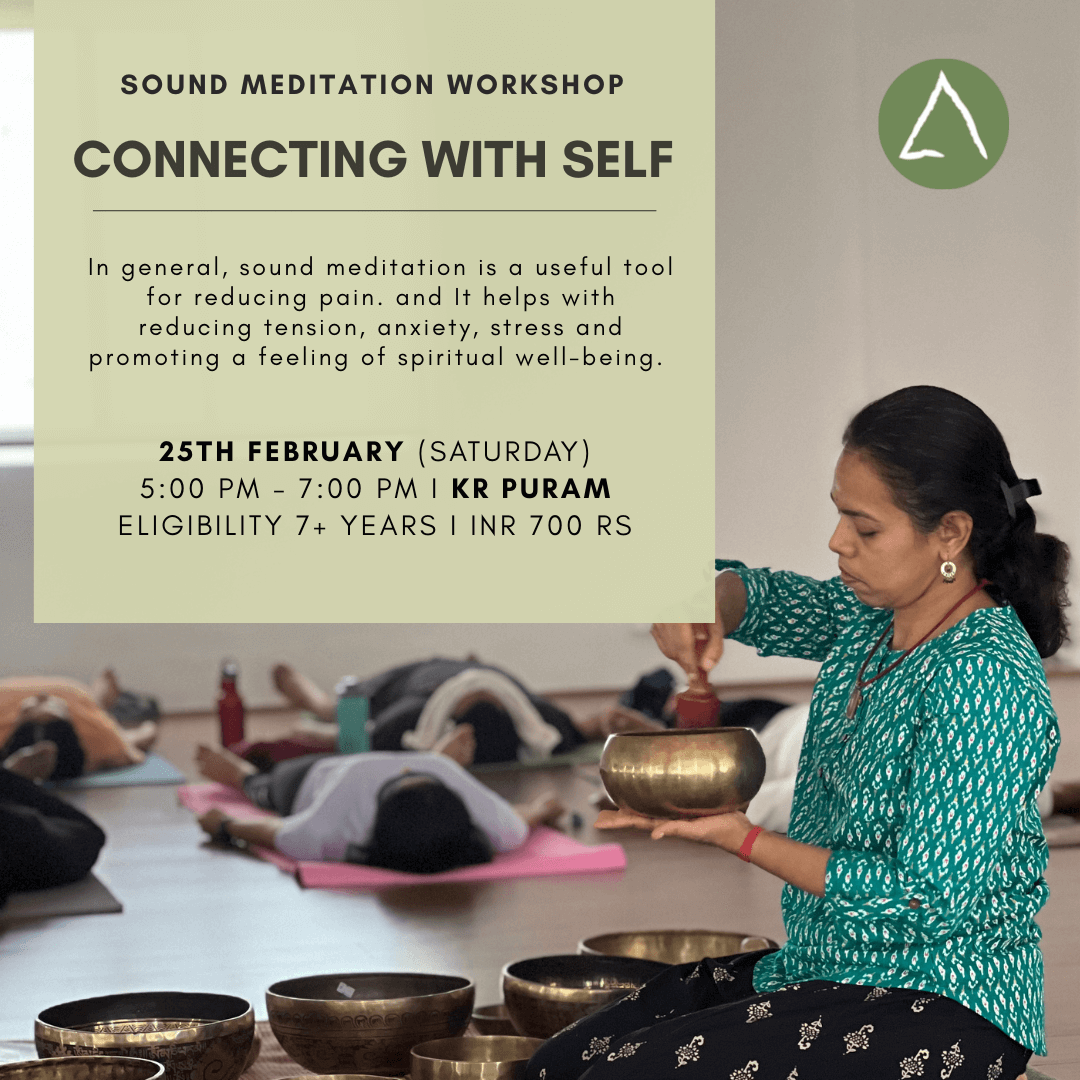 SOUND MEDITATION WORKSHOP
CONNECTING WITH SELF
In general, sound meditation is a useful tool
for reducing pain. and It helps with
reducing tension, anxiety, stress and
promoting a feeling of spiritual well-being.
25TH FEBRUARY (SATURDAY)
5:00 PM – 7:00 PM I KR PURAM
ELIGIBILITY 7+ YEARS I INR 700 RS